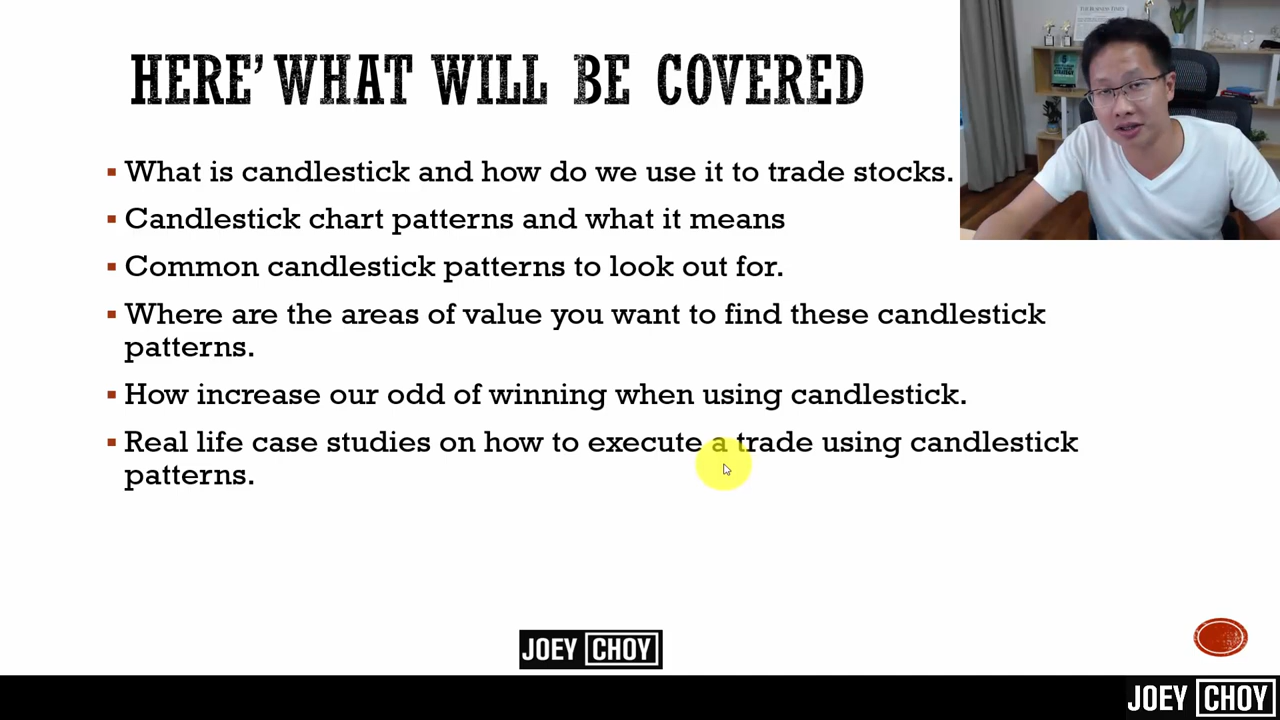 HERE' WHAT WILL BE COVERED
THE BUSINESS TIMES
▪ What is candlestick and how do we use it to trade stocks.
▪ Candlestick chart patterns and what it means
▪ Common candlestick patterns to look out for.
▪ Where are the areas of value you want to find these candlestick
patterns.
▪ How increase our odd of winning when using candlestick.
▪ Real life case studies on how to execute a trade using candlestick
patterns.
JOEY CHOY
JOEY CHOY